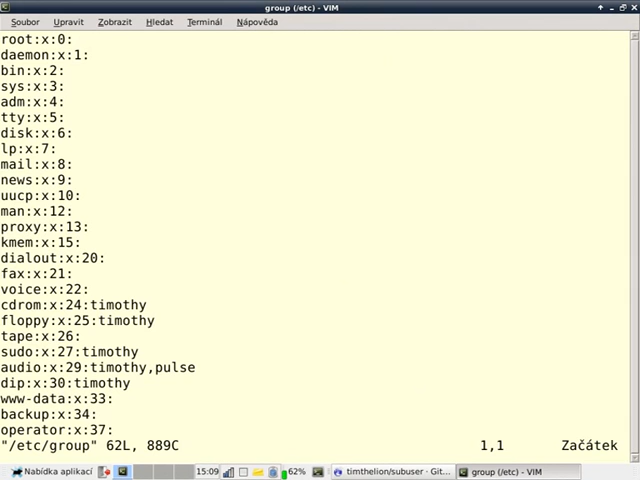 group (/etc) - VIM
Soubor Upravit Zobrazit Hledat Terminál Nápověda
root:x:0:
daemon:x:1:
bin:x:2:
sys:x:3:
adm:x:4:
tty:x:5:
disk:x:6:
lp:x:7:
mail:x:8:
news:x:9:
uucp:x:10:
man:x:12:
proxy:x:13:
kmem:x:15:
dialout:x:20:
fax:x:21:
voice:x:22:
cdrom:x:24:timothy
floppy:x:25:timothy
tape:x:26:
sudo:x:27:timothy
audio:x:29:timothy,pulse
dip:x:30:timothy
www-data:x:33:
backup:x:34:
operator:x:37:
"/etc/group" 62L, 889C 1,1 Začátek
Nabídka aplikací 15:09 62% timthelion/subuser - Git... group (/etc) - VIM